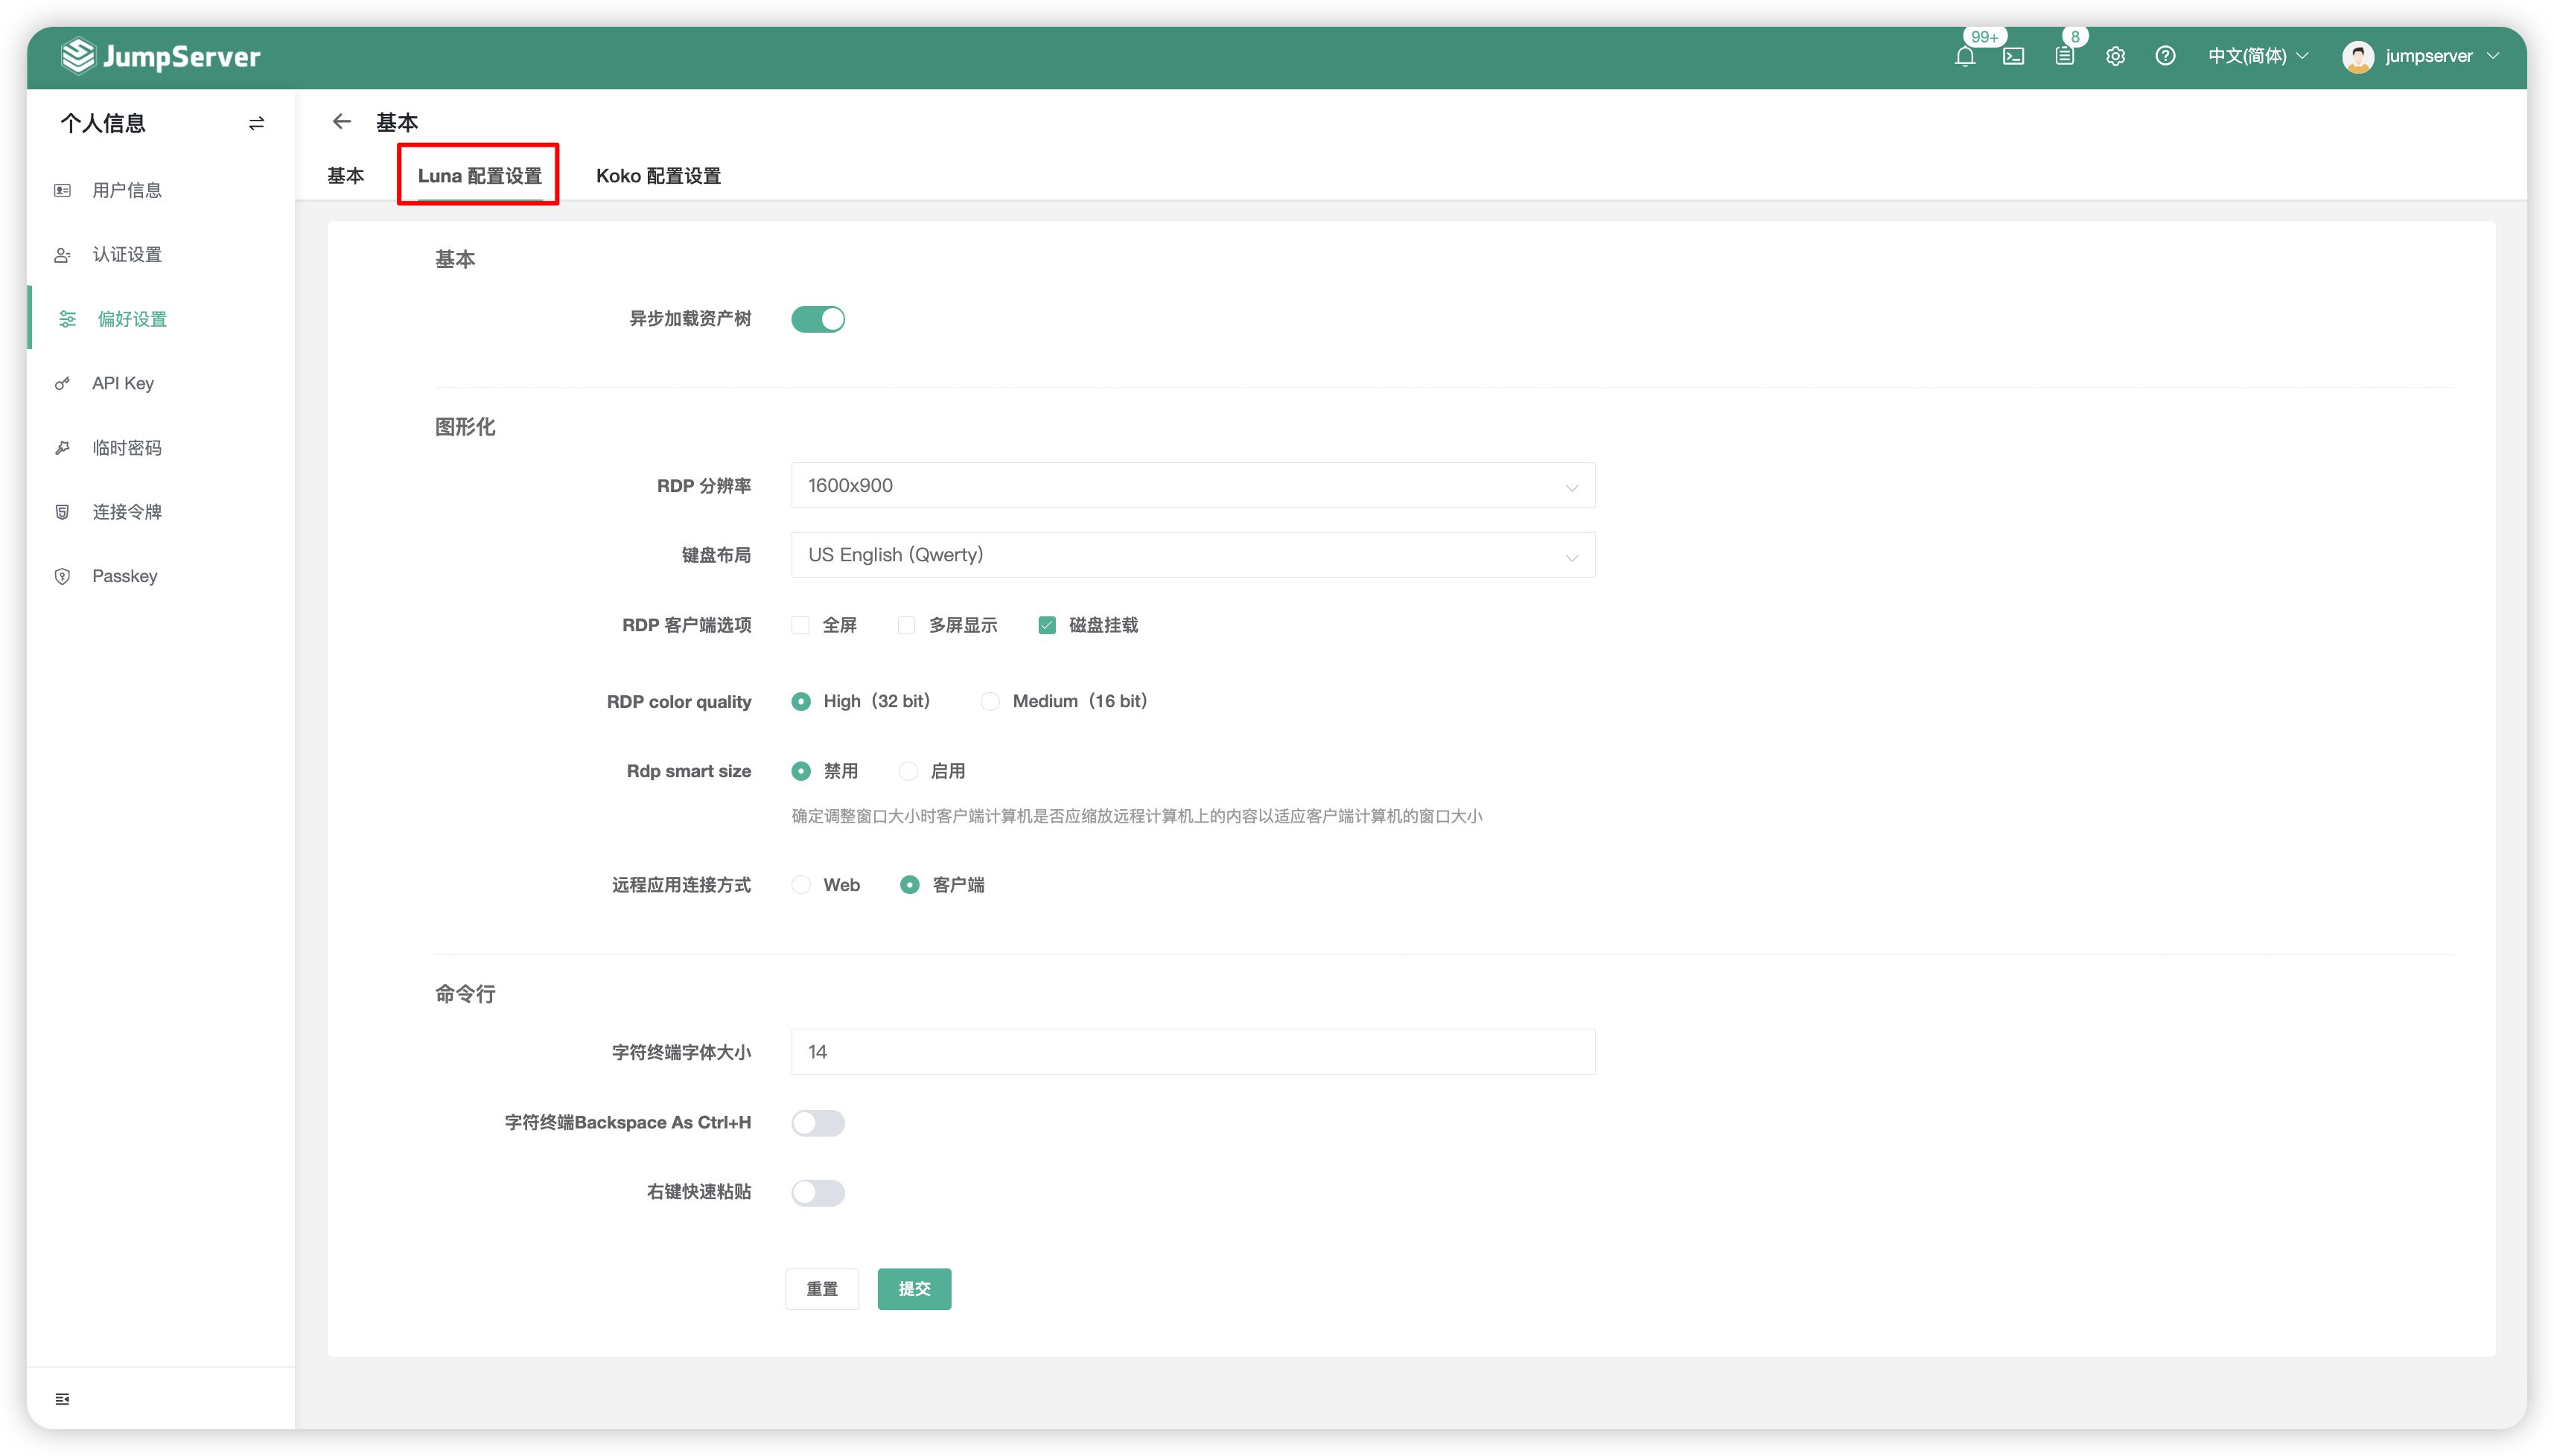 JumpServer
99+
8
中文(简体)
jumpserver
个人信息
用户信息
认证设置
偏好设置
API Key
临时密码
连接令牌
Passkey
基本
基本
Luna 配置设置
Koko 配置设置
基本
异步加载资产树
图形化
RDP 分辨率
1600x900
键盘布局
US English (Qwerty)
RDP 客户端选项
全屏
多屏显示
磁盘挂载
RDP color quality
High（32 bit）
Medium（16 bit）
Rdp smart size
禁用
启用
确定调整窗口大小时客户端计算机是否应缩放远程计算机上的内容以适应客户端计算机的窗口大小
远程应用连接方式
Web
客户端
命令行
字符终端字体大小
14
字符终端Backspace As Ctrl+H
右键快速粘贴
重置
提交